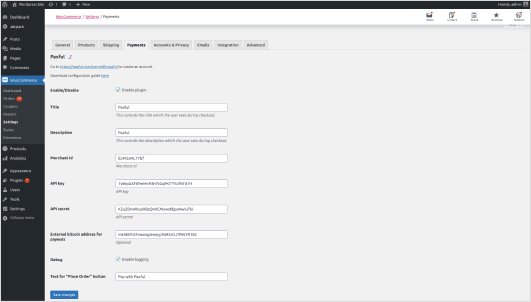 Wordpress Site
1
0
+ New
Howdy, admin
Dashboard
Jetpack
Posts
Media
Pages
Comments
WooCommerce
Dashboard
Orders
Coupons
Reports
Settings
Status
Extensions
Products
Analytics
Appearance
Plugins
Users
Tools
Settings
Collapse menu
WooCommerce / Settings / Payments
Inbox
Orders
Stock
Reviews
Notices
General Products Shipping Payments Accounts & Privacy Emails Integration Advanced
Paxful
Go to
to create an account.
Download configuration guide here
Enable/Disable
Enable plugin
Title
Paxful
This controls the title which the user sees during checkout.
Description
Paxful
This controls the description which the user sees during checkout.
Merchant Id
Merchant id
API key
API key
API secret
API secret
External bitcoin address for payouts
Optional
Debug
Enable logging
Text for "Place Order" button
Pay with Paxful
Save changes